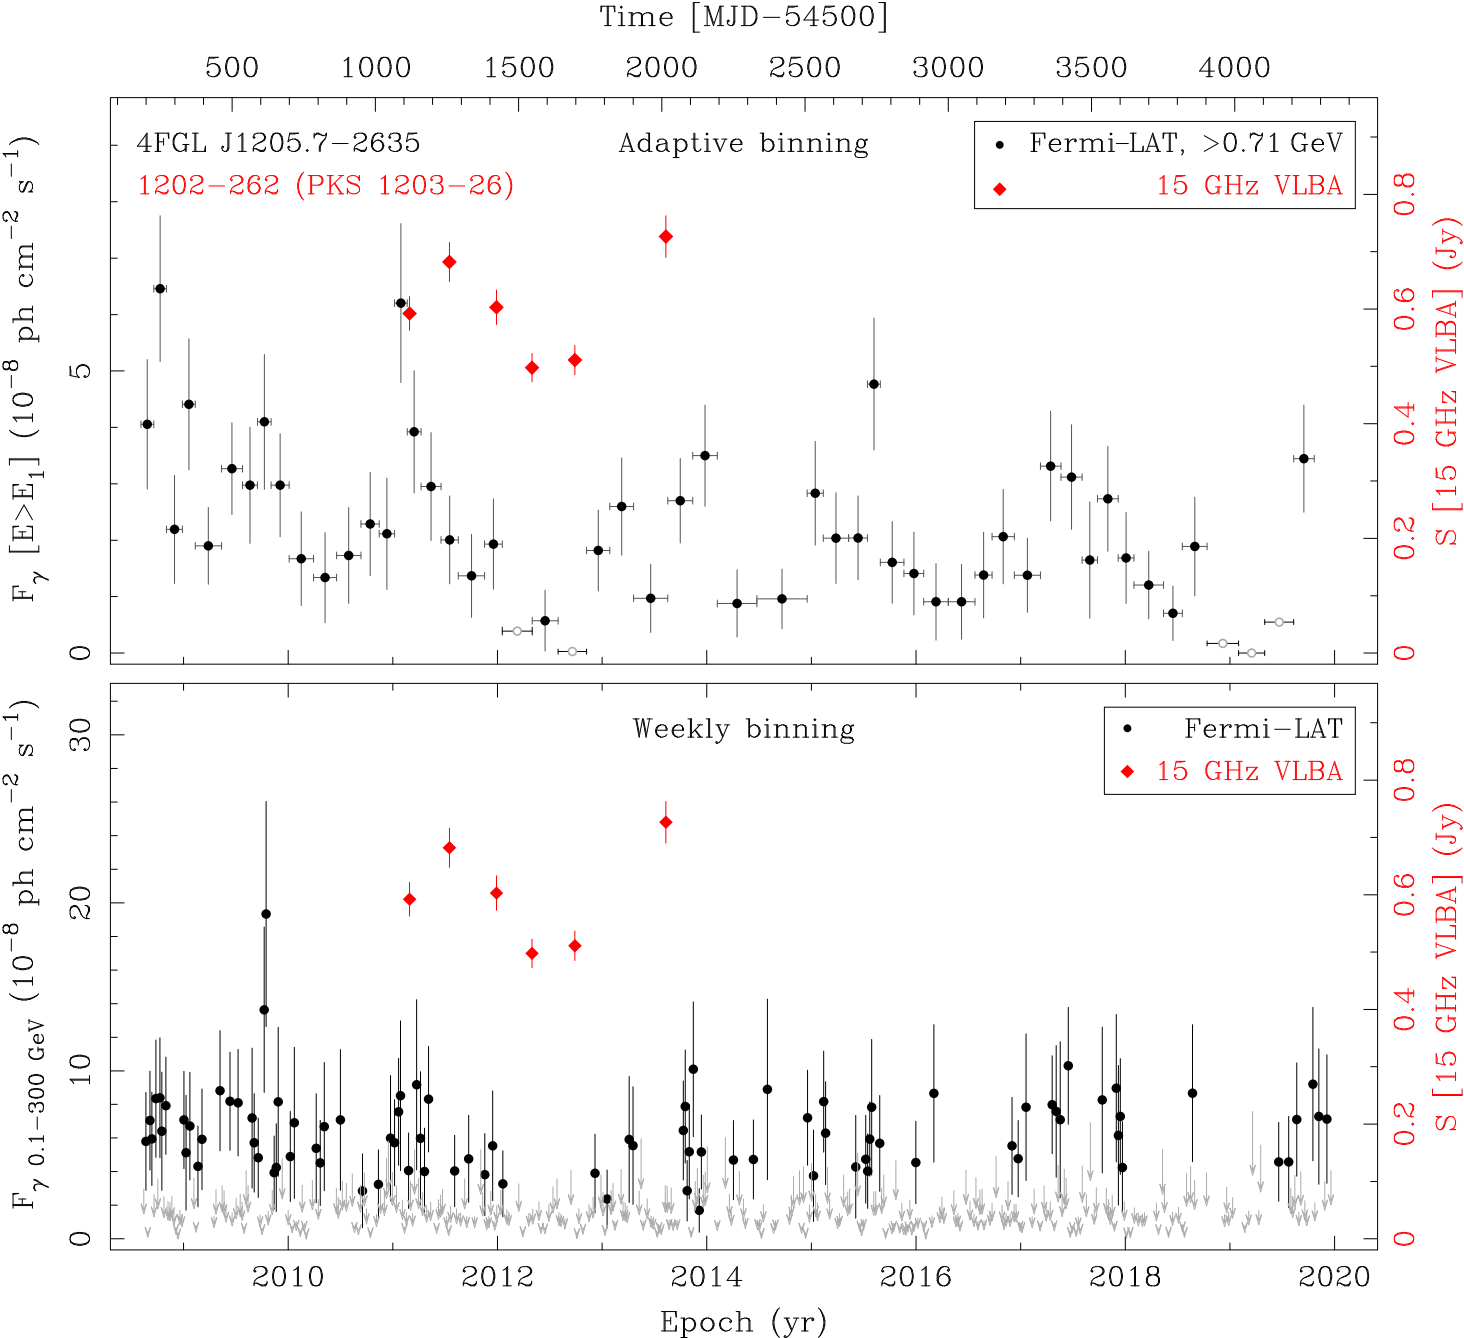 Time [MJD−54500]
500 1000 1500 2000 2500 3000 3500 4000
4FGL J1205.7−2635
1202−262 (PKS 1203−26)
Adaptive binning
Fermi−LAT, >0.71 GeV
15 GHz VLBA
F_γ [E>E_1] (10^−8 ph cm^−2 s^−1)
5
0
S [15 GHz VLBA] (Jy)
0.8
0.6
0.4
0.2
0
Weekly binning
Fermi−LAT
15 GHz VLBA
F_γ 0.1−300 GeV (10^−8 ph cm^−2 s^−1)
30
20
10
0
S [15 GHz VLBA] (Jy)
0.8
0.6
0.4
0.2
0
2010 2012 2014 2016 2018 2020
Epoch (yr)